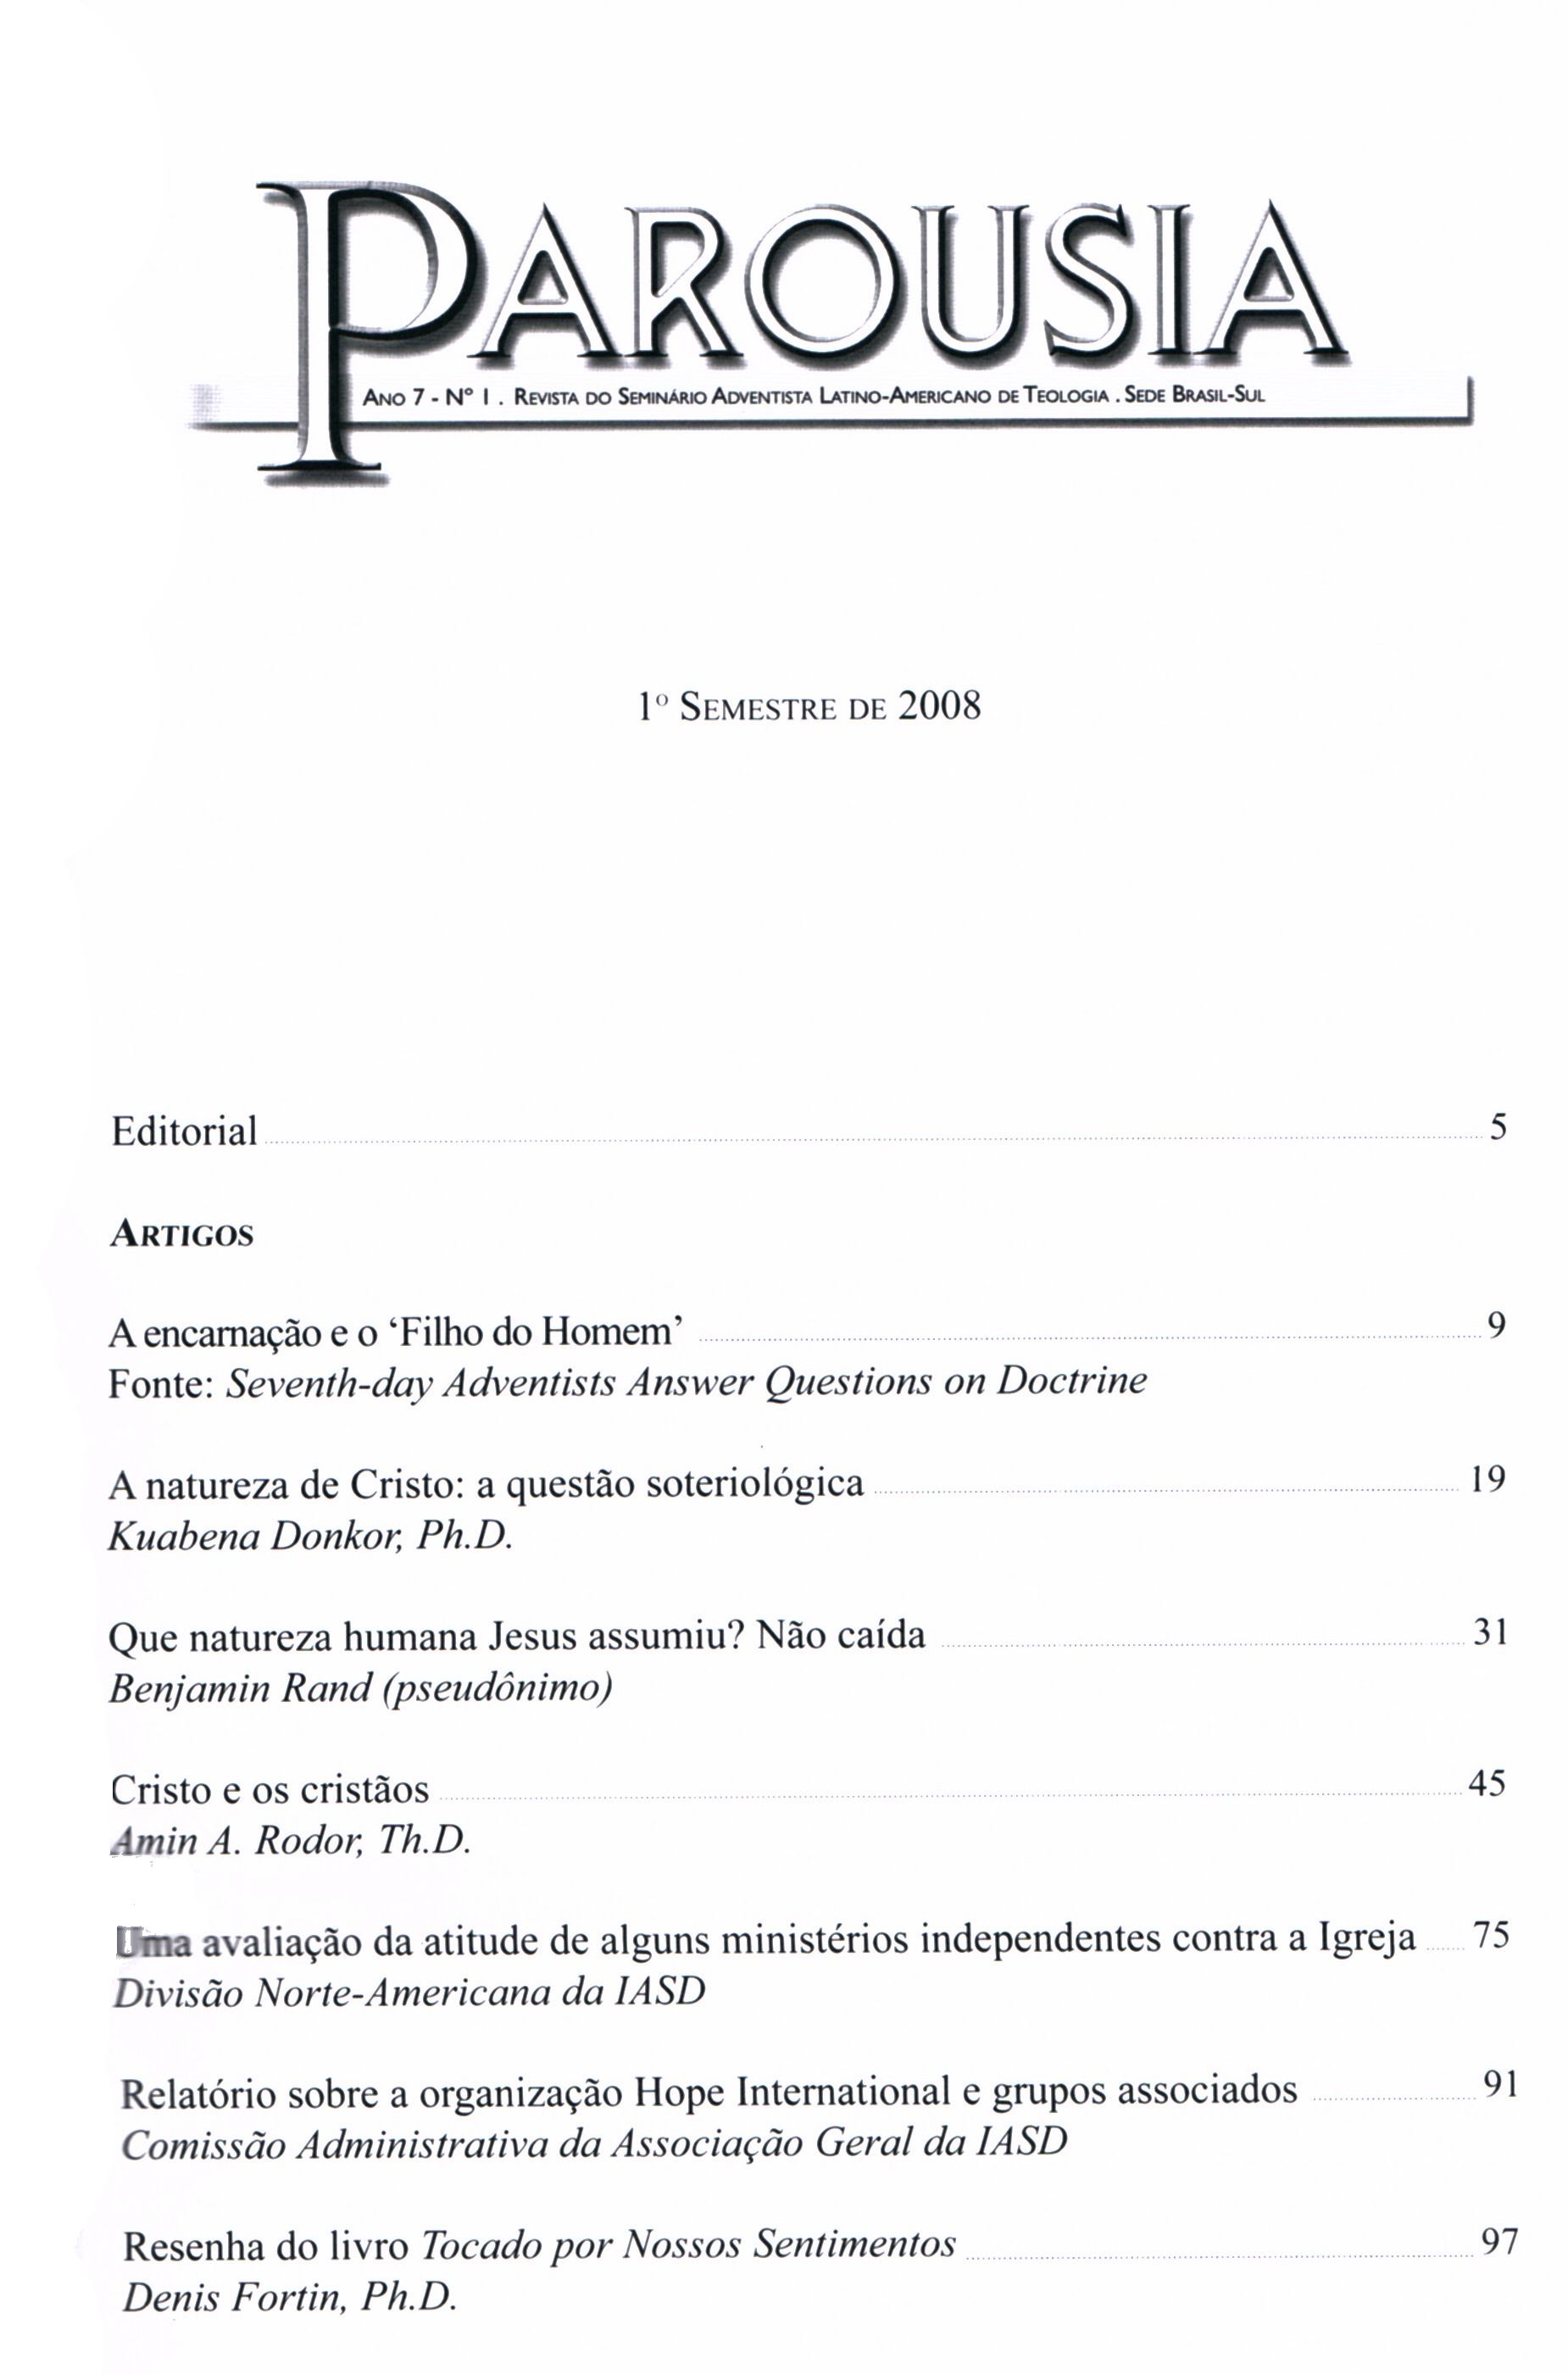 PAROUSIA
ANO 7 - Nº 1 . REVISTA DO SEMINÁRIO ADVENTISTA LATINO-AMERICANO DE TEOLOGIA . SEDE BRASIL-SUL
1º SEMESTRE DE 2008
Editorial 5
ARTIGOS
A encarnação e o ‘Filho do Homem’ 9
Fonte: Seventh-day Adventists Answer Questions on Doctrine
A natureza de Cristo: a questão soteriológica 19
Kuabena Donkor, Ph.D.
Que natureza humana Jesus assumiu? Não caída 31
Benjamin Rand (pseudônimo)
Cristo e os cristãos 45
Amin A. Rodor, Th.D.
Uma avaliação da atitude de alguns ministérios independentes contra a Igreja 75
Divisão Norte-Americana da IASD
Relatório sobre a organização Hope International e grupos associados 91
Comissão Administrativa da Associação Geral da IASD
Resenha do livro Tocado por Nossos Sentimentos 97
Denis Fortin, Ph.D.